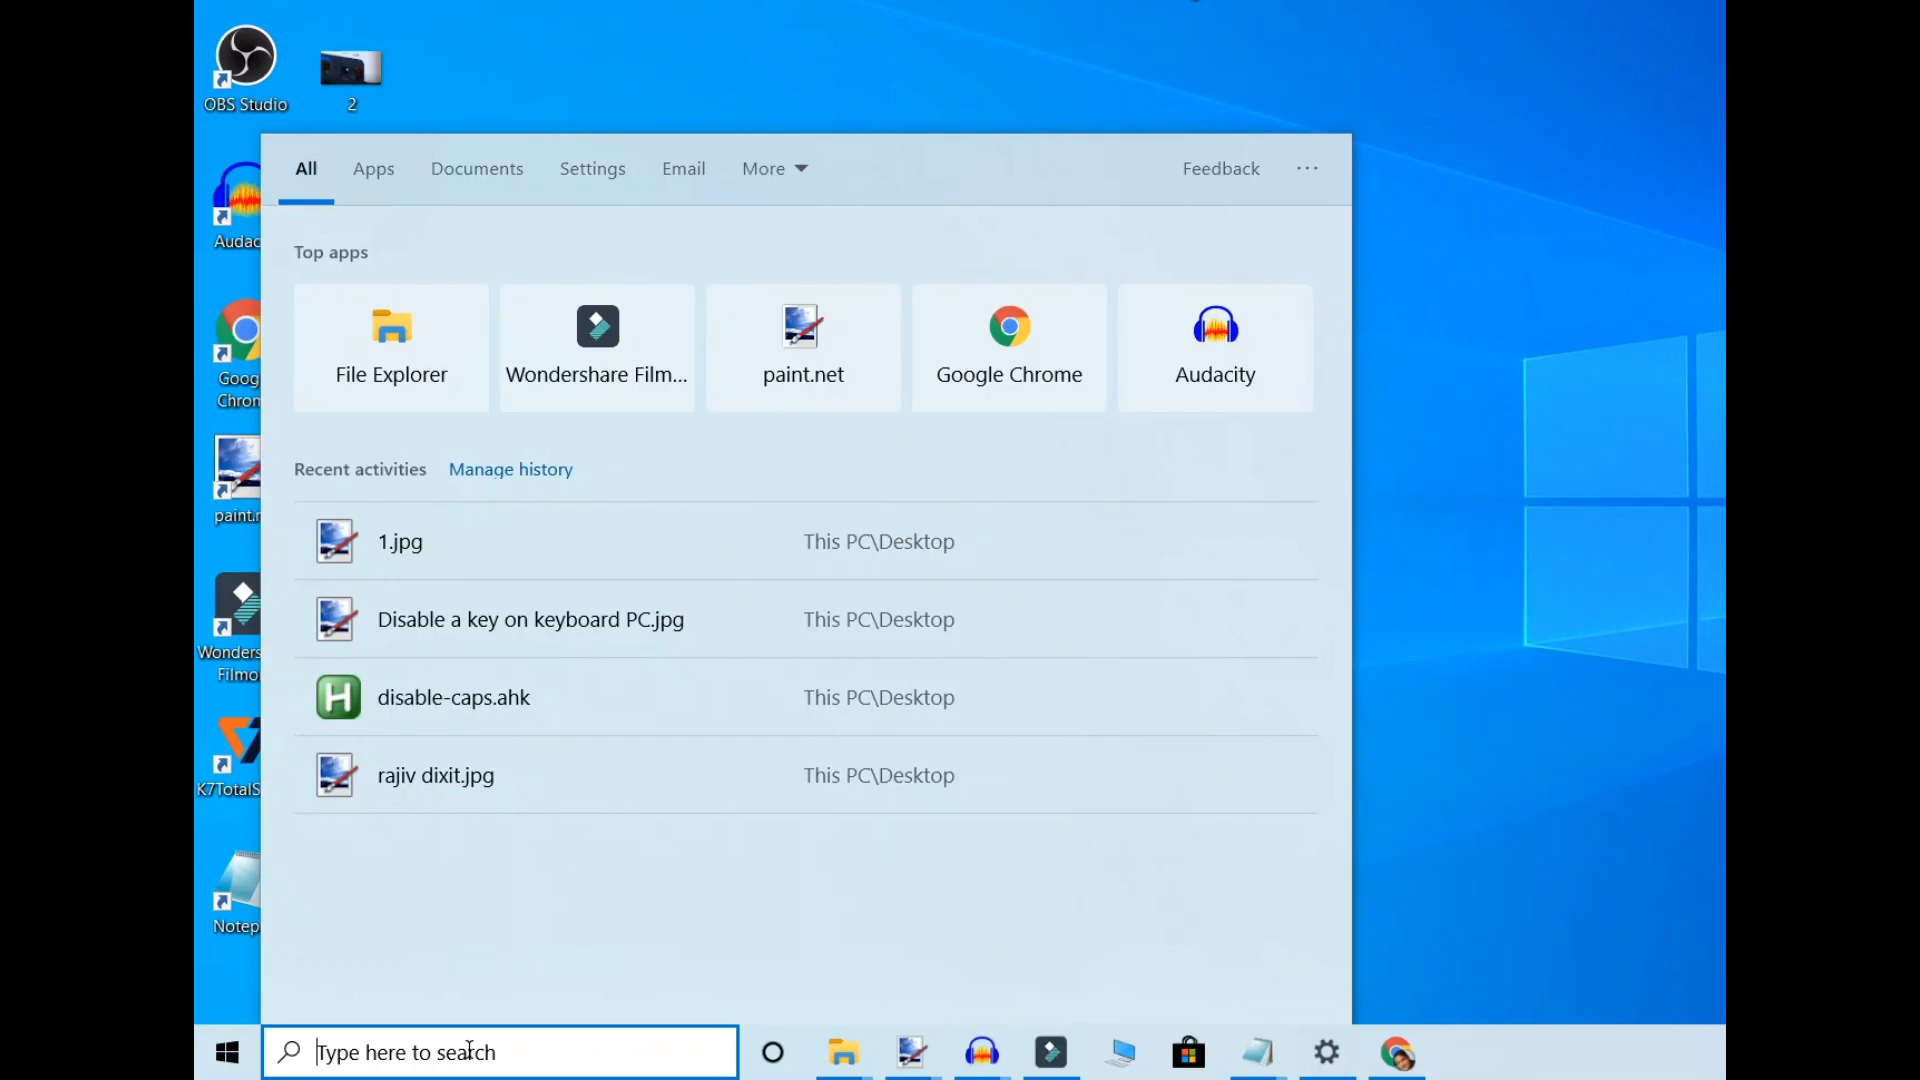 OBS Studio
2
All Apps Documents Settings Email More Feedback
Audac
Top apps
File Explorer Wondershare Film... paint.net Google Chrome Audacity
Goog
Chrom
Recent activities Manage history
paint.n
1.jpg This PC\Desktop
Disable a key on keyboard PC.jpg This PC\Desktop
Wonders
Filmo
disable-caps.ahk This PC\Desktop
rajiv dixit.jpg This PC\Desktop
K7TotalS
Notep
Type here to search